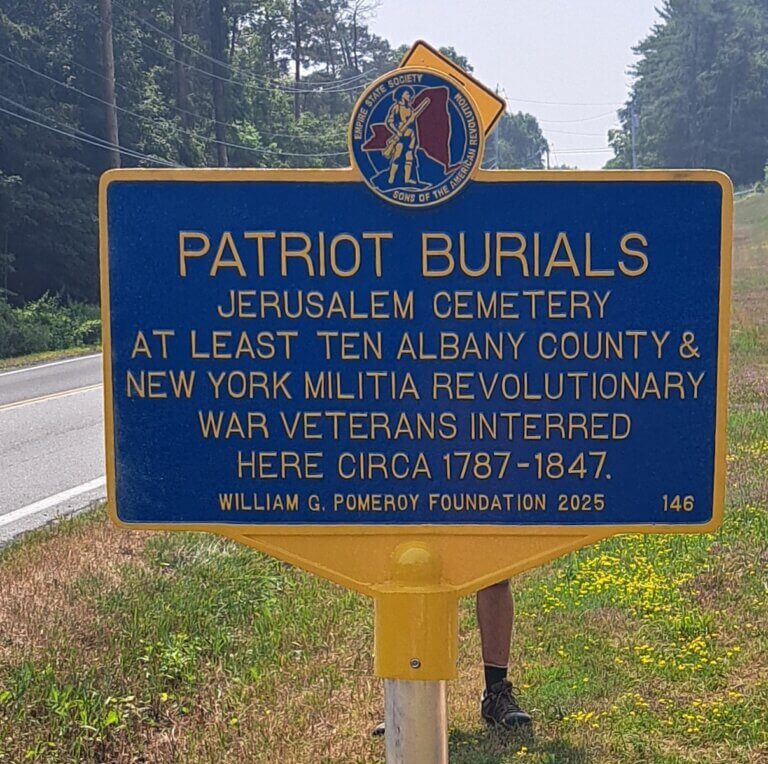 EMPIRE STATE SOCIETY
SONS OF THE AMERICAN REVOLUTION
PATRIOT BURIALS
JERUSALEM CEMETERY
AT LEAST TEN ALBANY COUNTY &
NEW YORK MILITIA REVOLUTIONARY
WAR VETERANS INTERRED
HERE CIRCA 1787-1847.
WILLIAM G. POMEROY FOUNDATION 2025 146